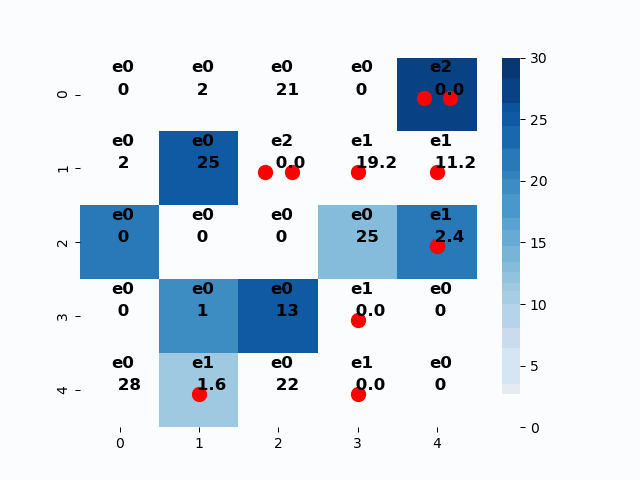 e0 e0 e0 e0 e2
0 2 21 0 0.0
0
e0 e0 e2 e1 e1
2 25 0.0 19.2 11.2
1
e0 e0 e0 e0 e1
0 0 0 25 2.4
2
e0 e0 e0 e1 e0
0 1 13 0.0 0
3
e0 e1 e0 e1 e0
28 1.6 22 0.0 0
4
0 1 2 3 4
30
25
20
15
10
5
0